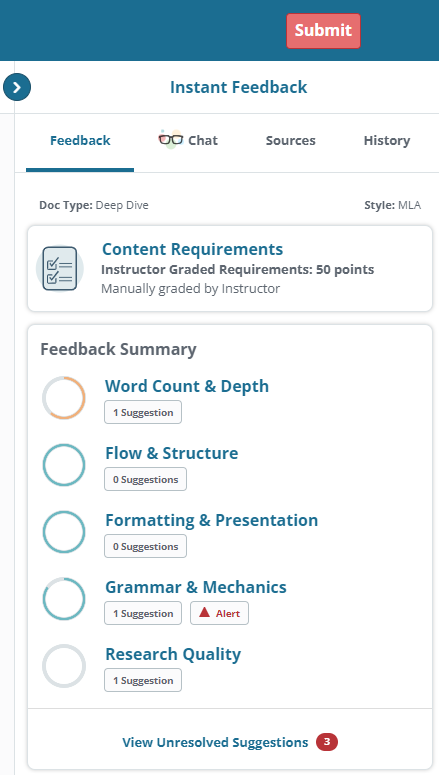 Submit
Instant Feedback
Feedback Chat Sources History
Doc Type: Deep Dive Style: MLA
Content Requirements
Instructor Graded Requirements: 50 points
Manually graded by Instructor
Feedback Summary
Word Count & Depth
1 Suggestion
Flow & Structure
0 Suggestions
Formatting & Presentation
0 Suggestions
Grammar & Mechanics
1 Suggestion Alert
Research Quality
1 Suggestion
View Unresolved Suggestions 3